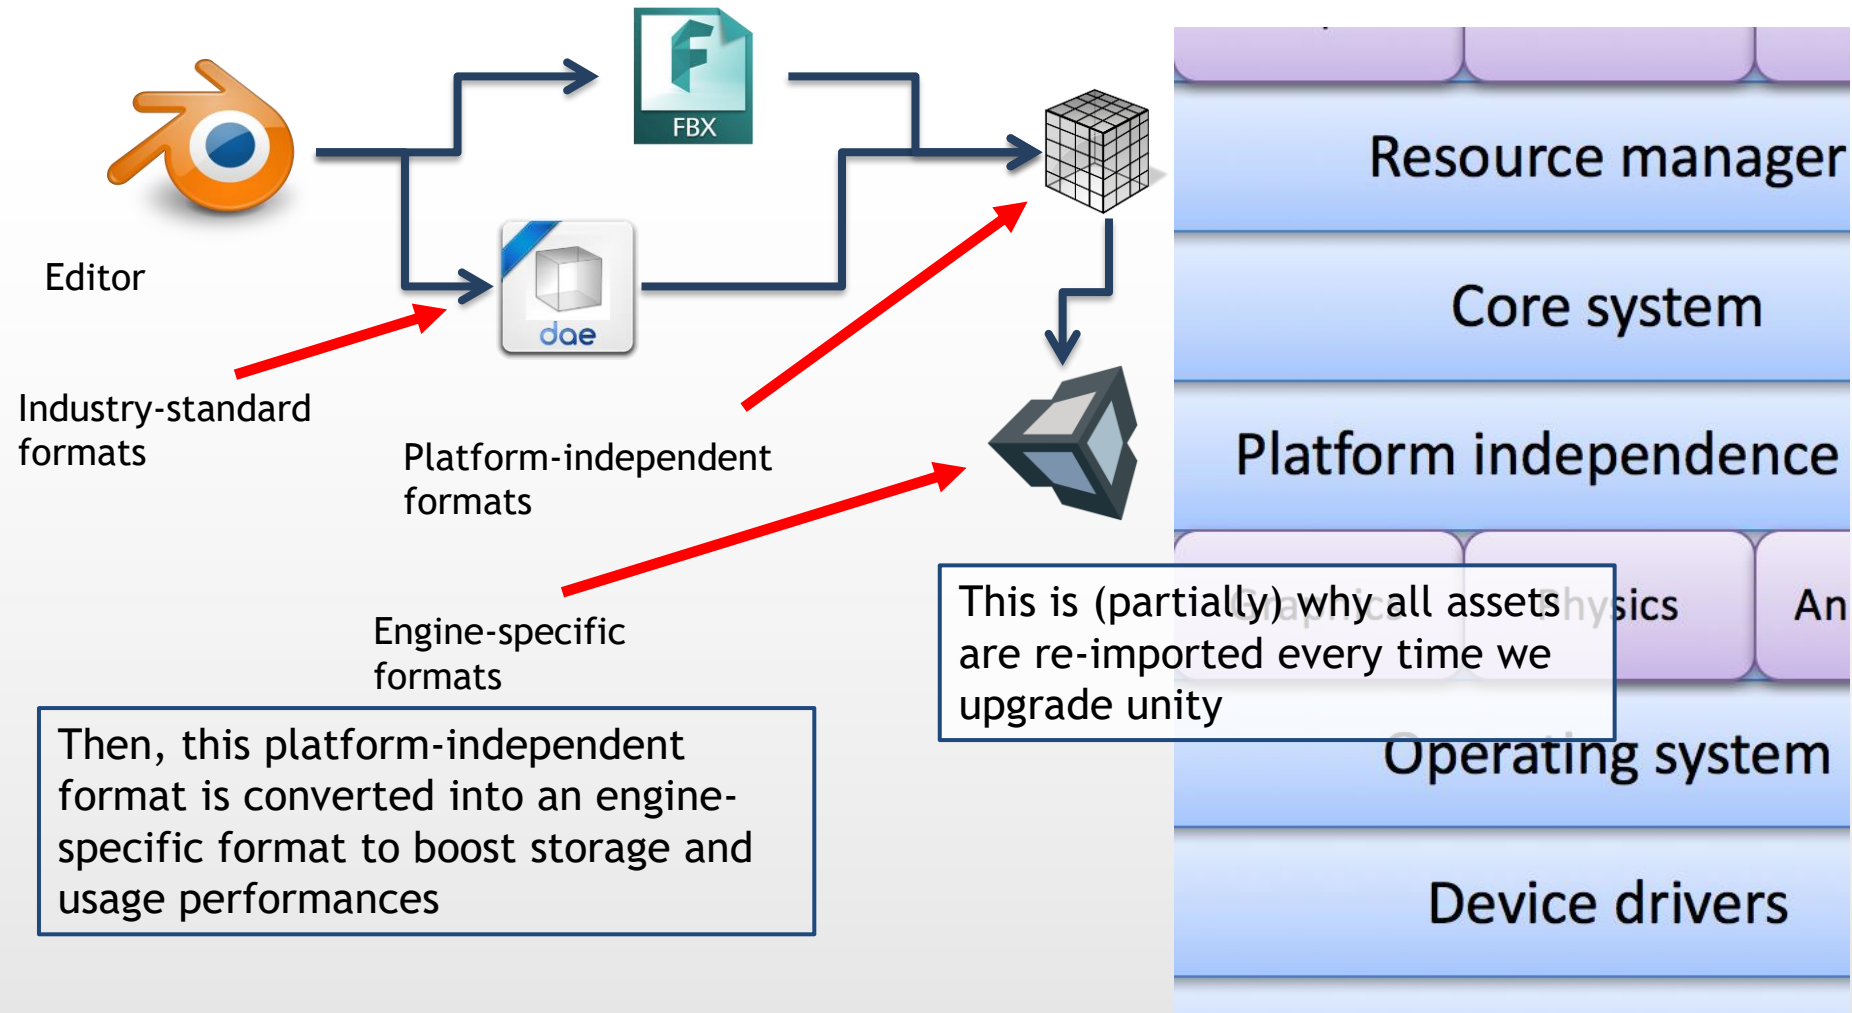 FBX
dae
Editor
Industry-standard
formats
Platform-independent
formats
Engine-specific
formats
Then, this platform-independent
format is converted into an engine-
specific format to boost storage and
usage performances
This is (partially) why all assets
are re-imported every time we
upgrade unity
Resource manager
Core system
Platform independence
Graphics
Physics
An
Operating system
Device drivers